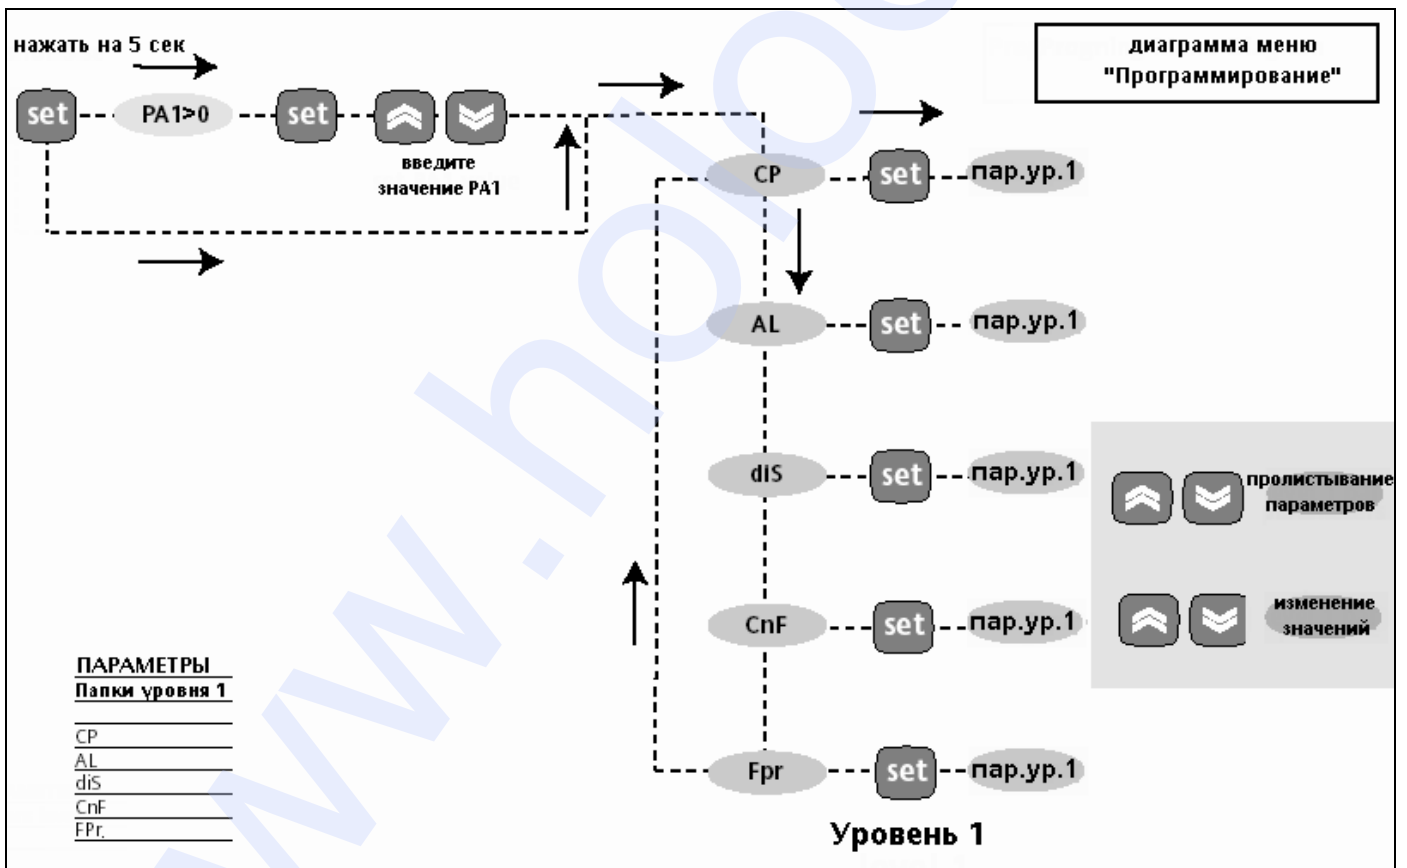 нажать на 5 сек
диаграмма меню
"Программирование"
set
PA1>0
set
введите
значение PA1
CP
set
пар.ур.1
AL
set
пар.ур.1
diS
set
пар.ур.1
пролистывание
параметров
CnF
set
пар.ур.1
изменение
значений
ПАРАМЕТРЫ
Папки уровня 1
CP
AL
diS
CnF
FPr.
Fpr
set
пар.ур.1
Уровень 1
www.holo